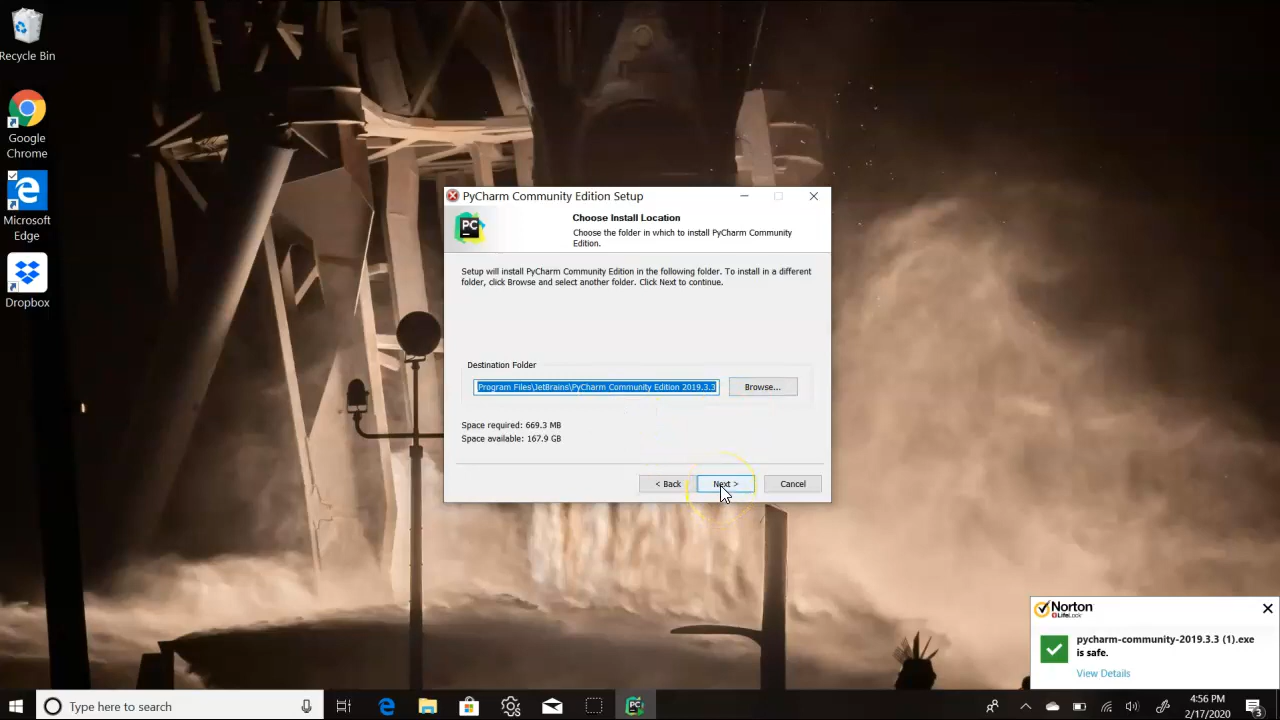 Recycle Bin
Google
Chrome
Microsoft
Edge
Dropbox
PyCharm Community Edition Setup
PC
Choose Install Location
Choose the folder in which to install PyCharm Community
Edition.
Setup will install PyCharm Community Edition in the following folder. To install in a different
folder, click Browse and select another folder. Click Next to continue.
Destination Folder
Program Files\JetBrains\PyCharm Community Edition 2019.3.3
Browse...
Space required: 669.3 MB
Space available: 167.9 GB
< Back
Next >
Cancel
Norton
LifeLock
pycharm-community-2019.3.3 (1).exe
is safe.
View Details
Type here to search
PC
4:56 PM
2/17/2020
3